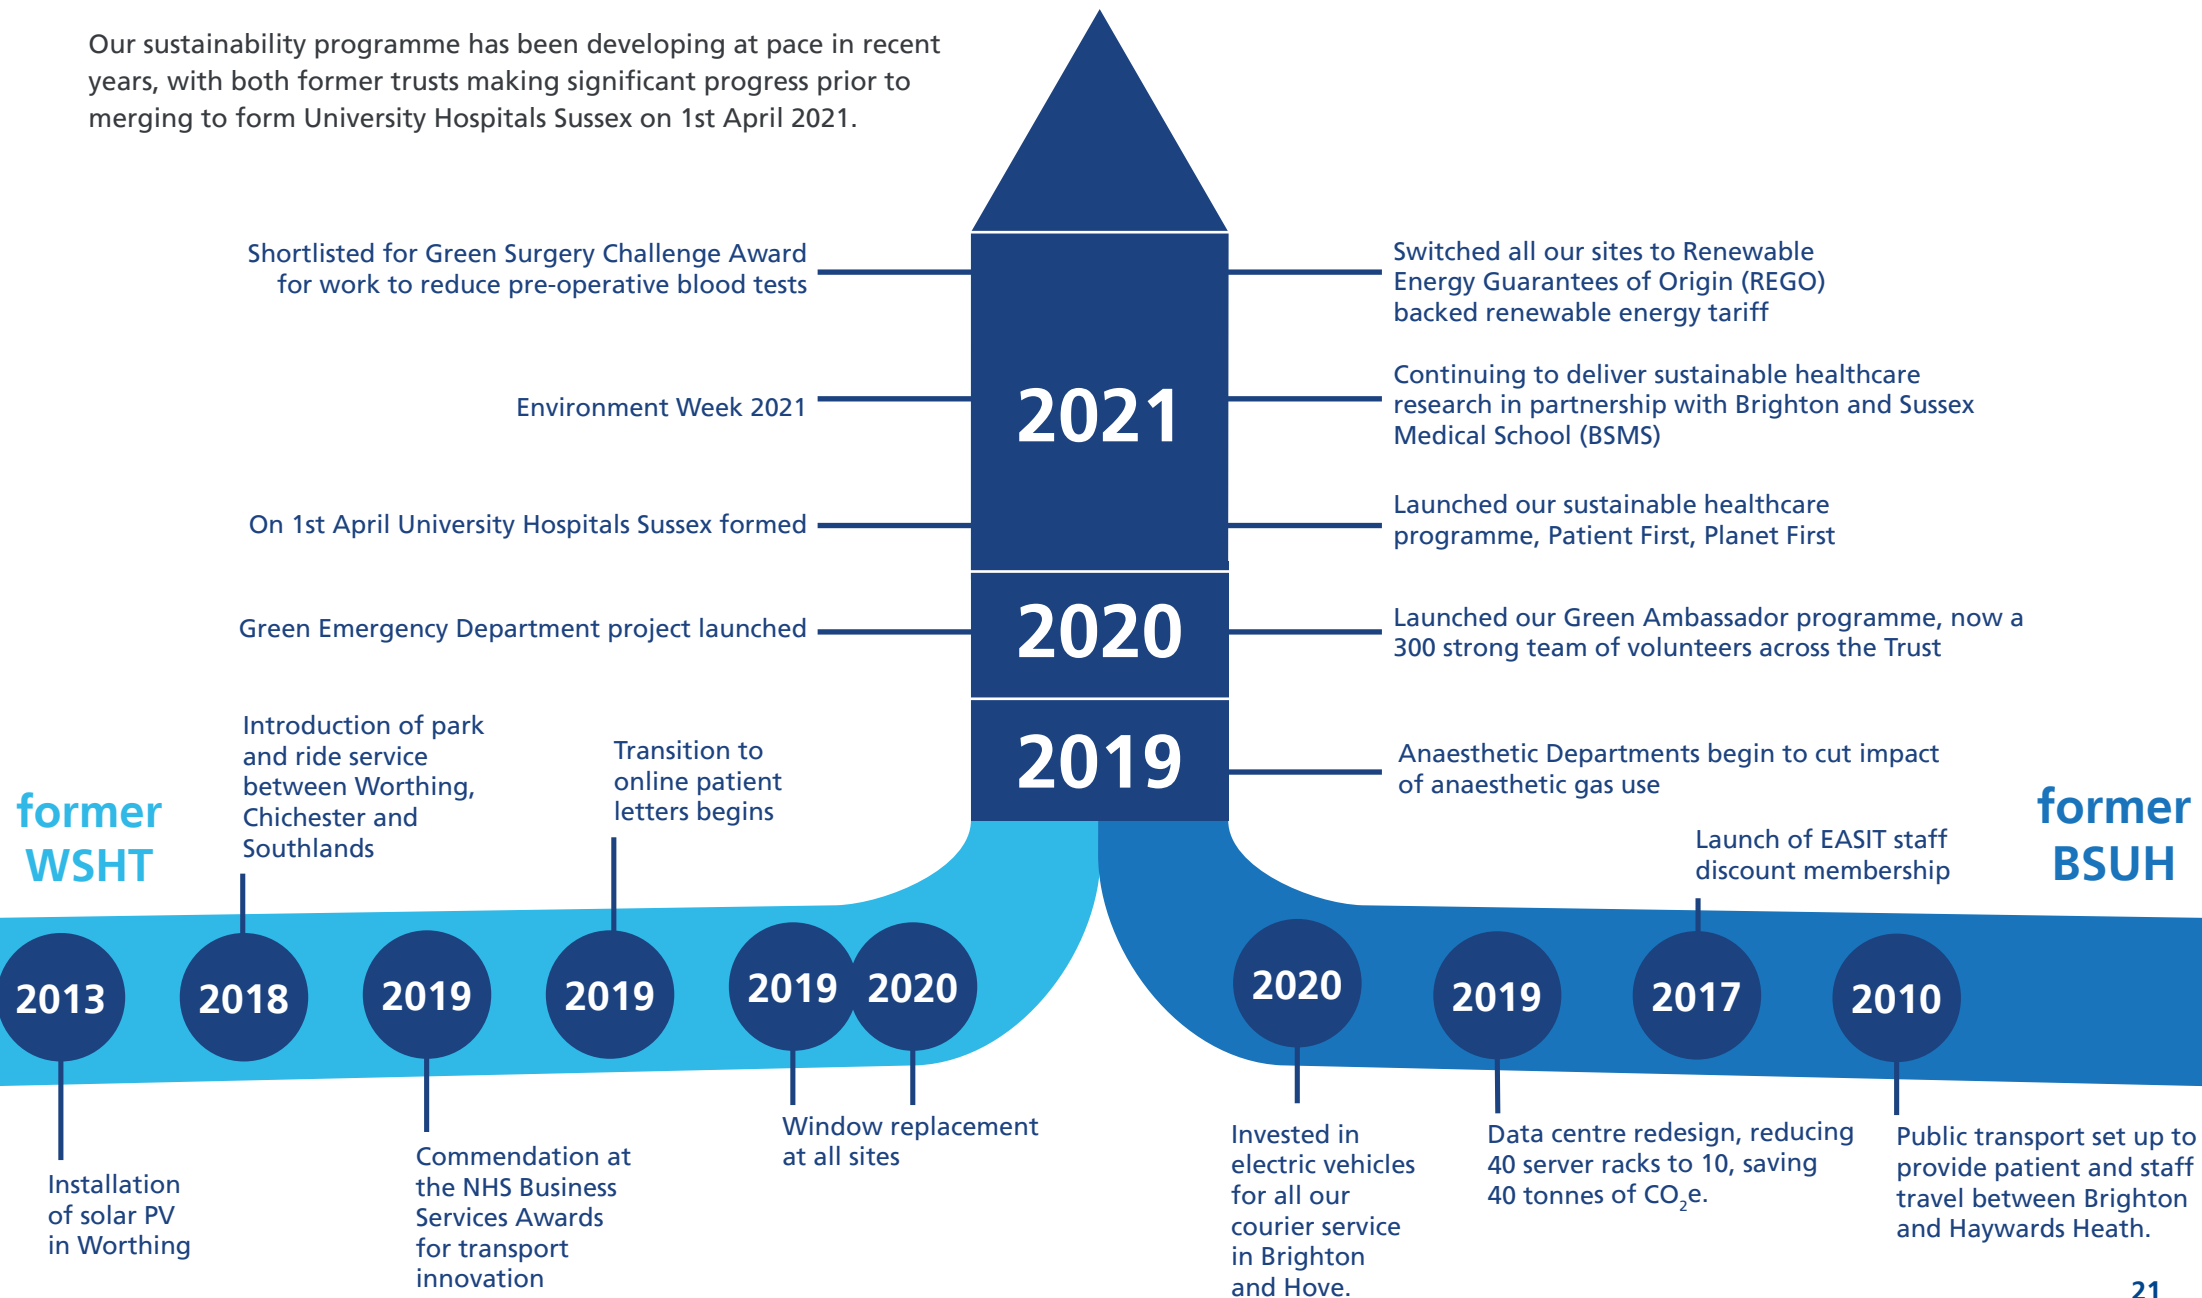 Our sustainability programme has been developing at pace in recent
years, with both former trusts making significant progress prior to
merging to form University Hospitals Sussex on 1st April 2021.
Shortlisted for Green Surgery Challenge Award
for work to reduce pre-operative blood tests
Environment Week 2021
On 1st April University Hospitals Sussex formed
Green Emergency Department project launched
2021
2020
2019
Switched all our sites to Renewable
Energy Guarantees of Origin (REGO)
backed renewable energy tariff
Continuing to deliver sustainable healthcare
research in partnership with Brighton and Sussex
Medical School (BSMS)
Launched our sustainable healthcare
programme, Patient First, Planet First
Launched our Green Ambassador programme, now a
300 strong team of volunteers across the Trust
Anaesthetic Departments begin to cut impact
of anaesthetic gas use
former
WSHT
Introduction of park
and ride service
between Worthing,
Chichester and
Southlands
Transition to
online patient
letters begins
Launch of EASIT staff
discount membership
former
BSUH
2013
2018
2019
2019
2019
2020
2020
2019
2017
2010
Installation
of solar PV
in Worthing
Commendation at
the NHS Business
Services Awards
for transport
innovation
Window replacement
at all sites
Invested in
electric vehicles
for all our
courier service
in Brighton
and Hove.
Data centre redesign, reducing
40 server racks to 10, saving
40 tonnes of CO₂e.
Public transport set up to
provide patient and staff
travel between Brighton
and Haywards Heath.
21